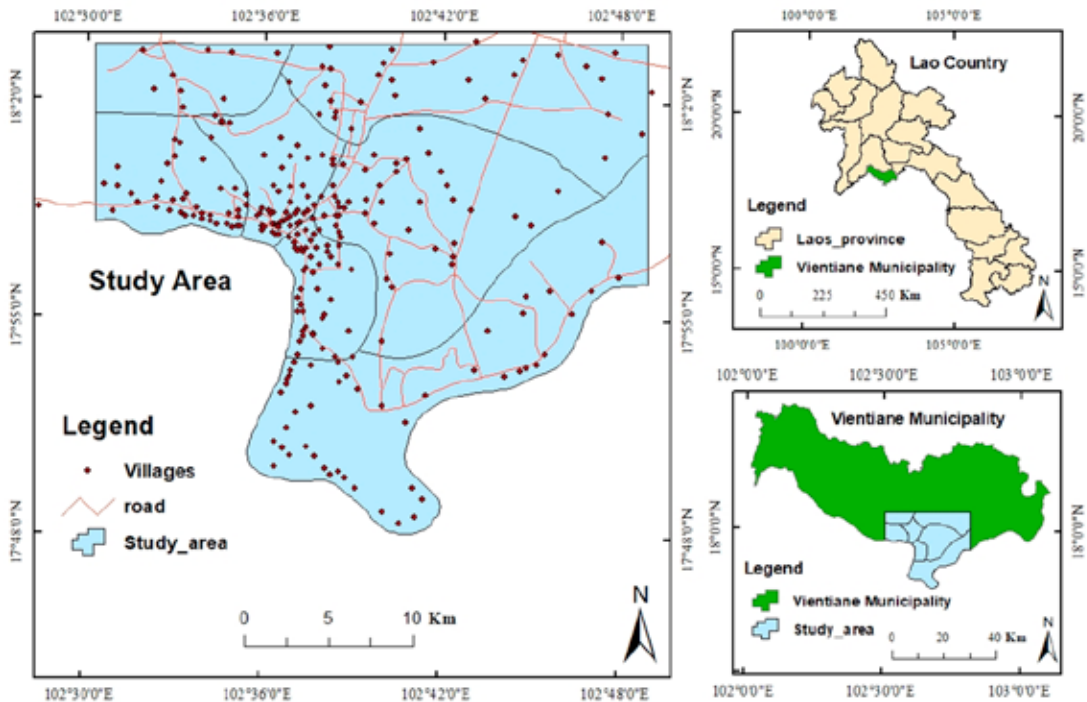 102°30'0"E 102°36'0"E 102°42'0"E 102°48'0"E
18°2'0"N
18°2'0"N
17°55'0"N
17°55'0"N
17°48'0"N
17°48'0"N
Study Area
Legend
Villages
road
Study_area
0 5 10 Km
N
102°30'0"E 102°36'0"E 102°42'0"E 102°48'0"E
100°0'0"E 105°0'0"E
Lao Country
20°0'0"N
20°0'0"N
15°0'0"N
15°0'0"N
Legend
Laos_province
Vientiane Municipality
0 225 450 Km
N
100°0'0"E 105°0'0"E
102°0'0"E 102°30'0"E 103°0'0"E
Vientiane Municipality
18°0'0"N
18°0'0"N
Legend
Vientiane Municipality
Study_area
0 20 40 Km
N
102°0'0"E 102°30'0"E 103°0'0"E